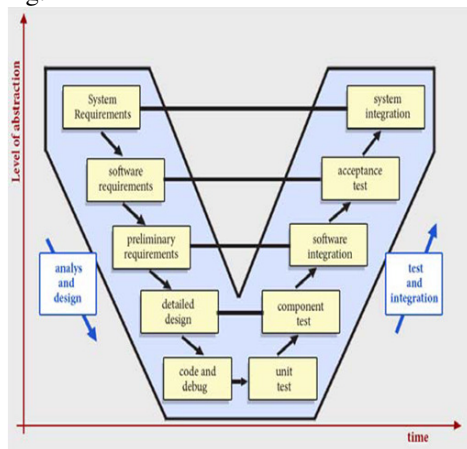 Level of abstraction
System
Requirements
system
integration
software
requirements
acceptance
test
preliminary
requirements
software
integration
analys
and
design
test
and
integration
detailed
design
component
test
code and
debug
unit
test
time